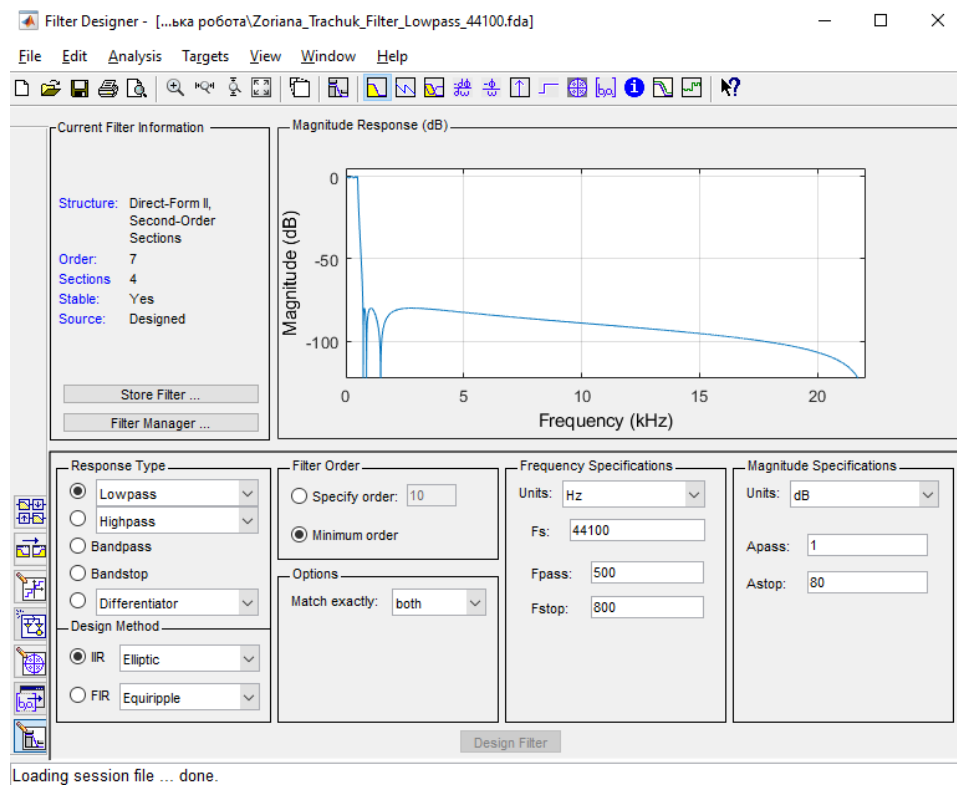 Filter Designer - [...ька робота\Zoriana_Trachuk_Filter_Lowpass_44100.fda]
File Edit Analysis Targets View Window Help
Current Filter Information
Structure: Direct-Form II,
Second-Order
Sections
Order: 7
Sections 4
Stable: Yes
Source: Designed
Store Filter ...
Filter Manager ...
Magnitude Response (dB)
Magnitude (dB)
0
-50
-100
0 5 10 15 20
Frequency (kHz)
Response Type
Lowpass
Highpass
Bandpass
Bandstop
Differentiator
Design Method
IIR Elliptic
FIR Equiripple
Filter Order
Specify order: 10
Minimum order
Options
Match exactly: both
Frequency Specifications
Units: Hz
Fs: 44100
Fpass: 500
Fstop: 800
Magnitude Specifications
Units: dB
Apass: 1
Astop: 80
Design Filter
Loading session file ... done.